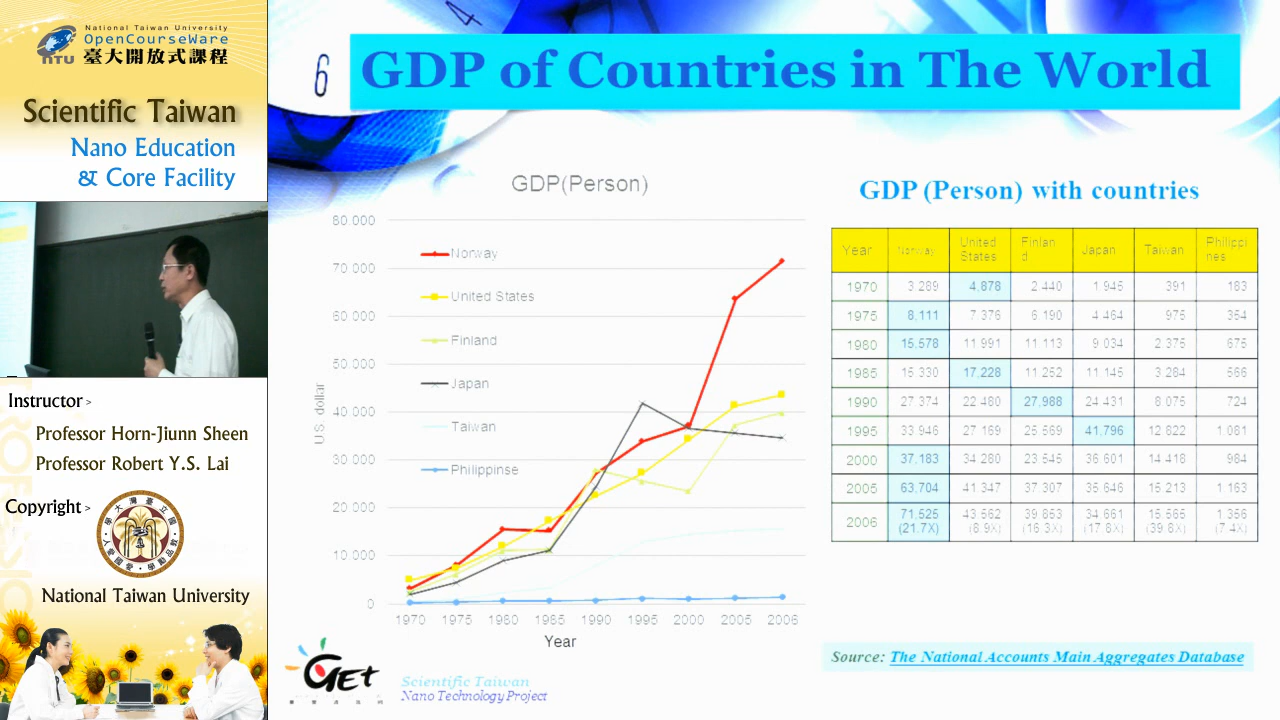 National Taiwan University
OpenCourseWare
NTU 臺大開放式課程
Scientific Taiwan
Nano Education
& Core Facility
Instructor >
Professor Horn-Jiunn Sheen
Professor Robert Y.S. Lai
Copyright >
National Taiwan University
4
6
GDP of Countries in The World
GDP(Person)
80 000
70 000
60 000
50 000
40 000
30 000
20 000
10 000
0
U.S. dollar
Norway
United States
Finland
Japan
Taiwan
Philippinse
1970 1975 1980 1985 1990 1995 2000 2005 2006
Year
GDP (Person) with countries
Year Norway United States Finlan d Japan Taiwan Philippi nes
1970 3 289 4,878 2 440 1 945 391 183
1975 8,111 7 376 6 190 4 464 975 364
1980 15,578 11 991 11 113 9 034 2 375 675
1985 15 330 17,228 11 252 11 145 3 284 566
1990 27 374 22 480 27,988 24 431 8 075 724
1995 33 946 27 169 25 569 41,796 12 822 1 081
2000 37,183 34 280 23 545 36 601 14 418 984
2005 63,704 41 347 37 307 35 646 15 213 1 163
2006 71,525 43 562 39 853 34 661 15 565 1 356
(21.7X) (8.9X) (16.3X) (17.8X) (39.8X) (7.4X)
Source: The National Accounts Main Aggregates Database
GET
Scientific Taiwan
Nano Technology Project